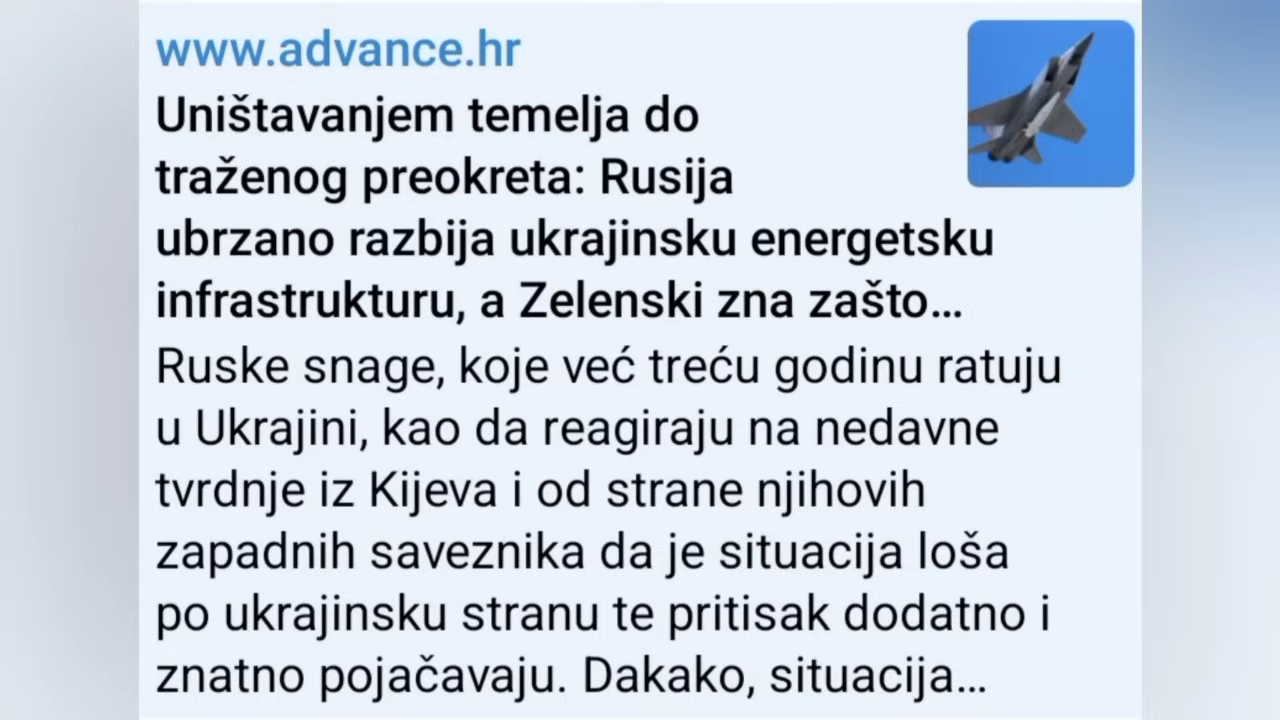 www.advance.hr
Uništavanjem temelja do
traženog preokreta: Rusija
ubrzano razbija ukrajinsku energetsku
infrastrukturu, a Zelenski zna zašto...
Ruske snage, koje već treću godinu ratuju
u Ukrajini, kao da reagiraju na nedavne
tvrdnje iz Kijeva i od strane njihovih
zapadnih saveznika da je situacija loša
po ukrajinsku stranu te pritisak dodatno i
znatno pojačavaju. Dakako, situacija...